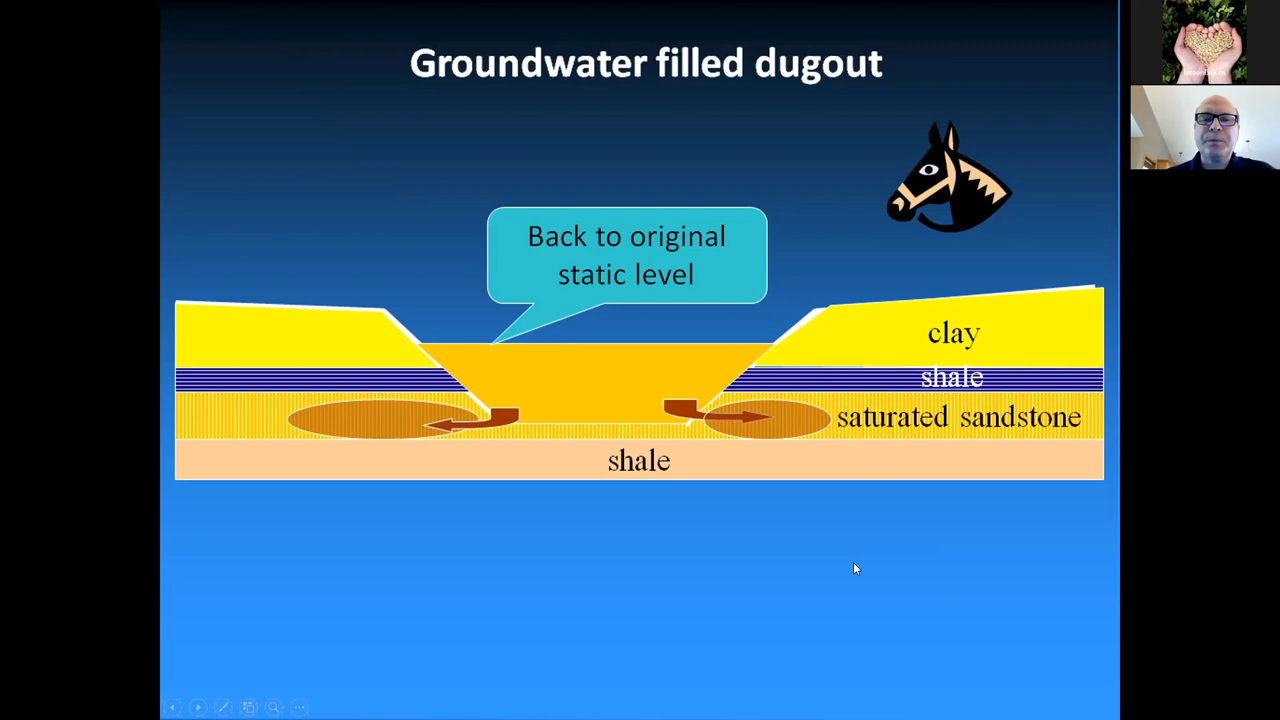 Groundwater filled dugout
Back to original
static level
clay
shale
saturated sandstone
shale